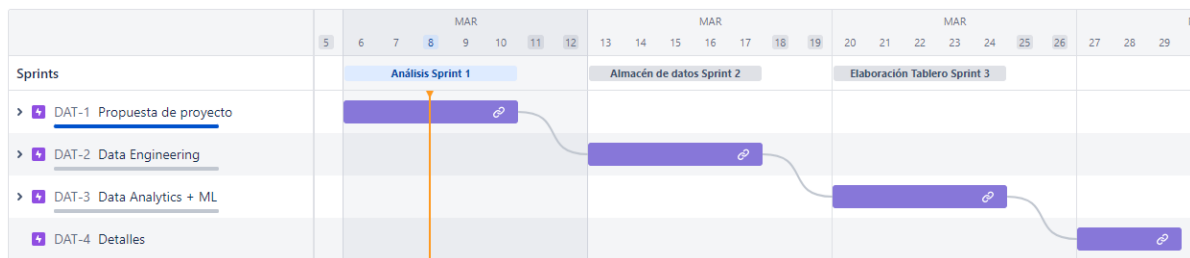 MAR MAR MAR
5 6 7 8 9 10 11 12 13 14 15 16 17 18 19 20 21 22 23 24 25 26 27 28 29
Sprints Análisis Sprint 1 Almacén de datos Sprint 2 Elaboración Tablero Sprint 3
DAT-1 Propuesta de proyecto
DAT-2 Data Engineering
DAT-3 Data Analytics + ML
DAT-4 Detalles